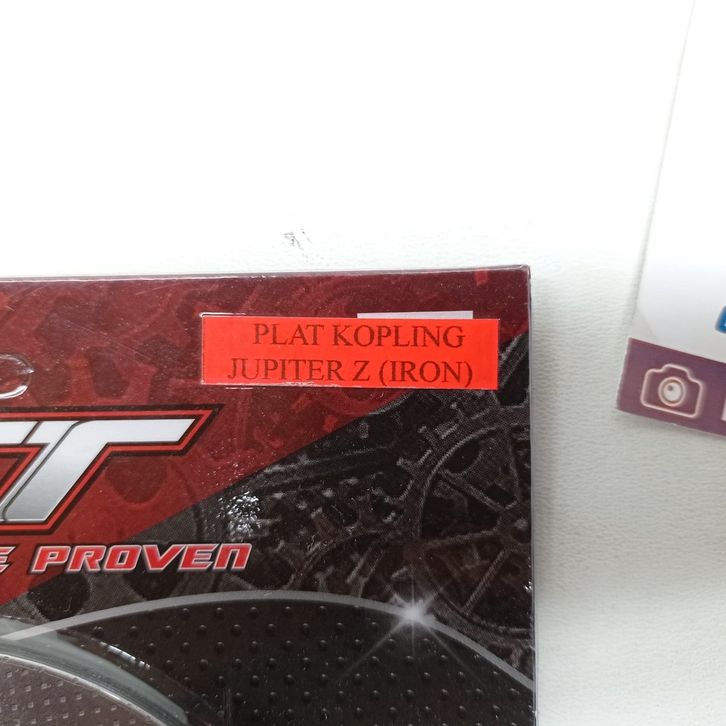 PLAT KOPLING
JUPITER Z (IRON)
PROVEN